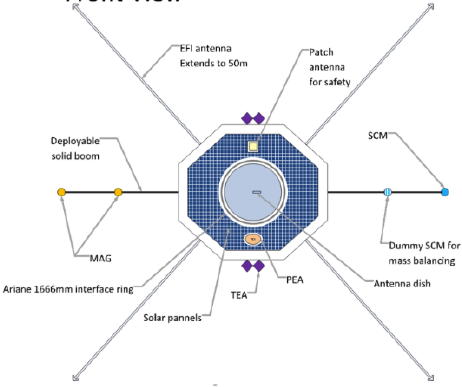 Front View
EFI antenna
Extends to 50m
Patch
antenna
for safety
Deployable
solid boom
SCM
MAG
Dummy SCM for
mass balancing
Ariane 1666mm interface ring
Antenna dish
PEA
TEA
Solar pannels